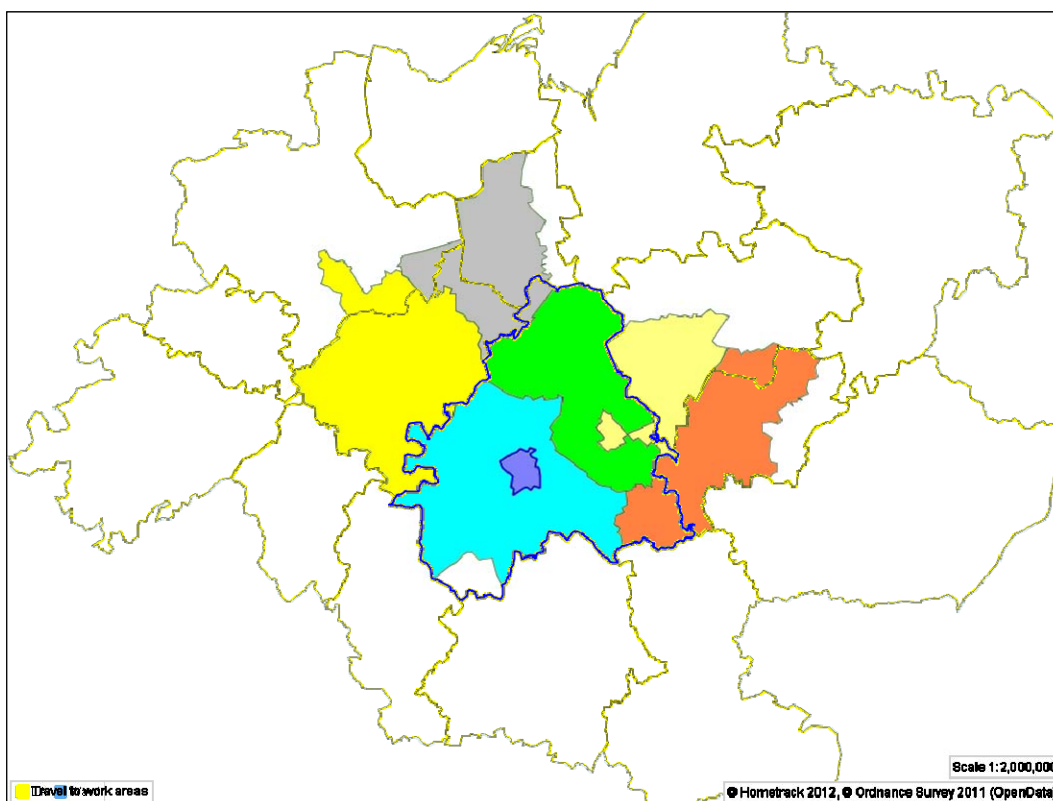 Scale 1:2,000,000
Travel to work areas
© Hometrack 2012, © Ordnance Survey 2011 (OpenData)